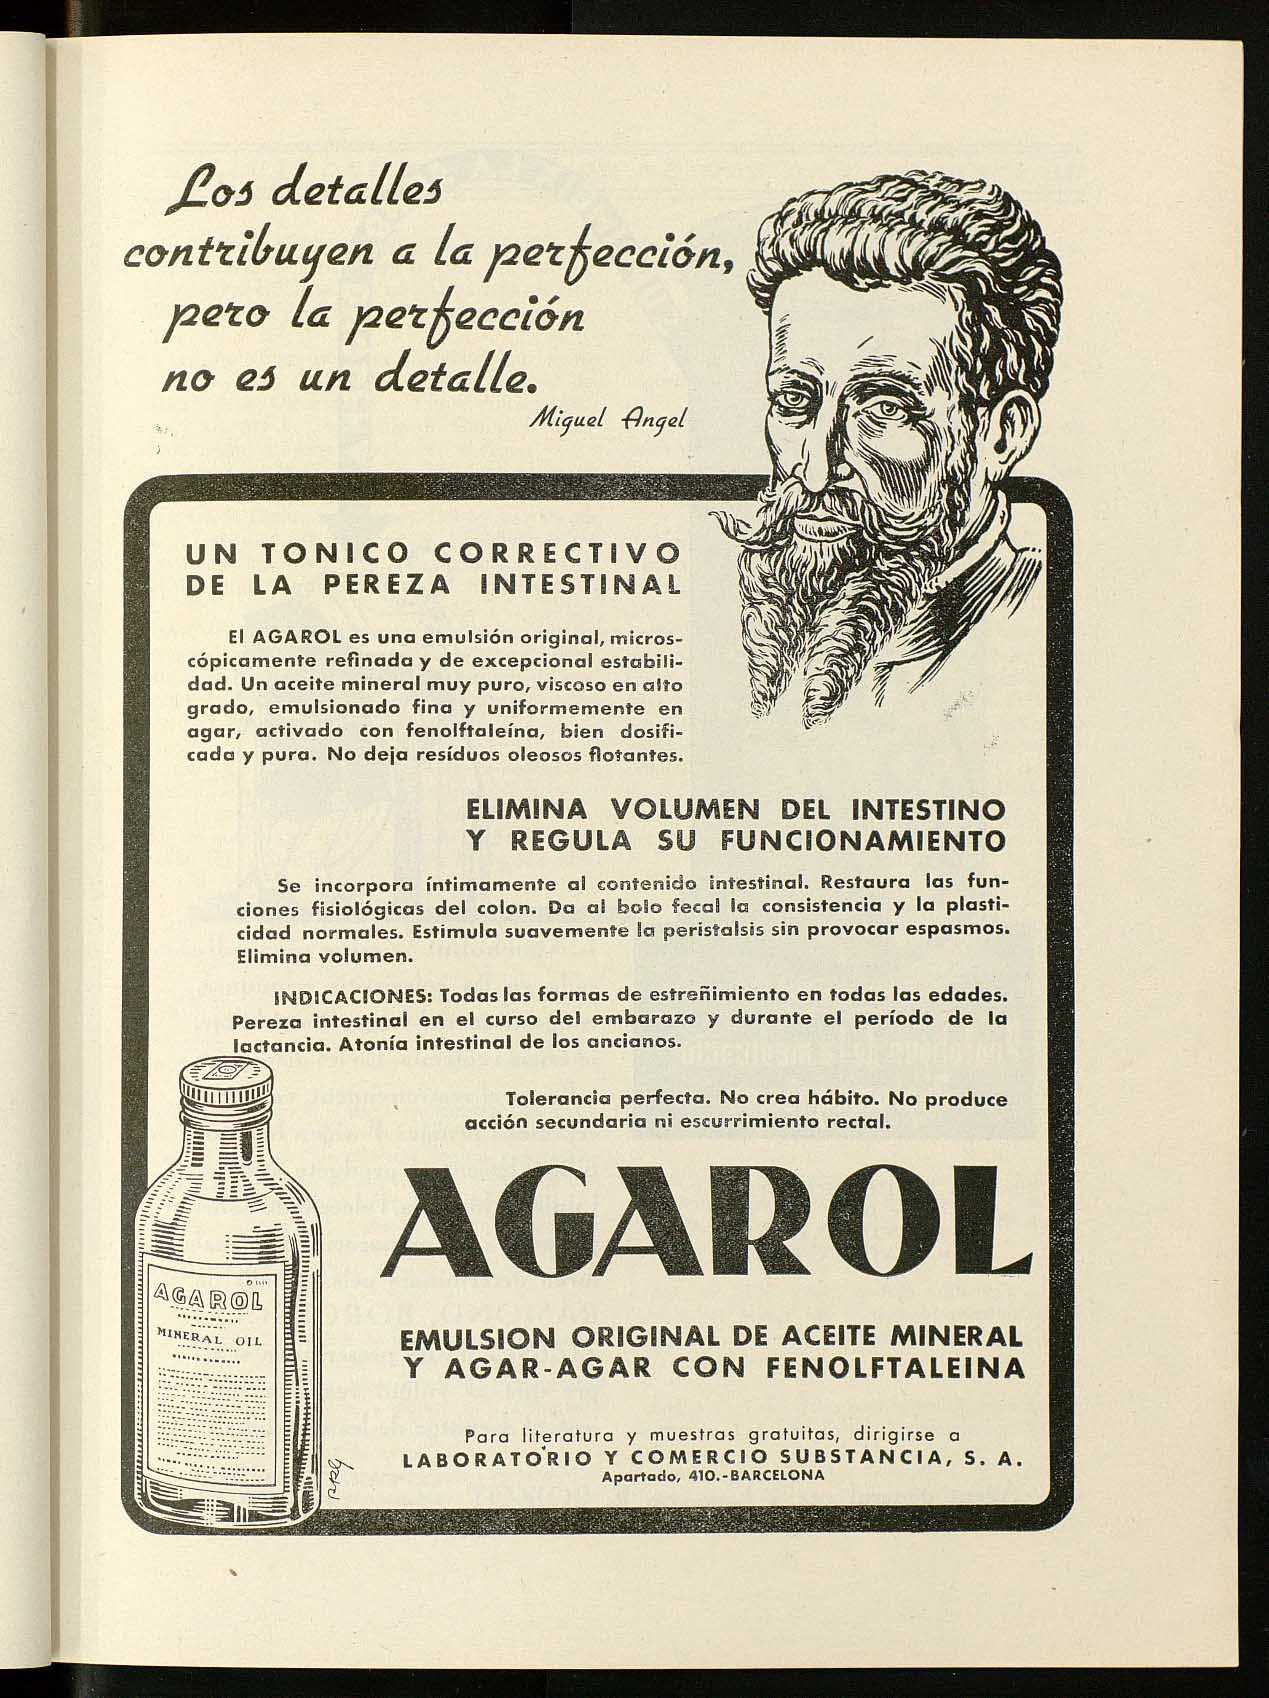 Los detalles
contribuyen a la perfección,
pero la perfección
no es un detalle.
Miguel Angel
UN TONICO CORRECTIVO
DE LA PEREZA INTESTINAL
El AGAROL es una emulsión original, micros-
cópicamente refinada y de excepcional estabili-
dad. Un aceite mineral muy puro, viscoso en alto
grado, emulsionado fina y uniformemente en
agar, activado con fenolftaleína, bien dosifi-
cada y pura. No deja resíduos oleosos flotantes.
ELIMINA VOLUMEN DEL INTESTINO
Y REGULA SU FUNCIONAMIENTO
Se incorpora íntimamente al contenido intestinal. Restaura las fun-
ciones fisiológicas del colon. Da al bolo fecal la consistencia y la plasti-
cidad normales. Estimula suavemente la peristalsis sin provocar espasmos.
Elimina volumen.
INDICACIONES: Todas las formas de estreñimiento en todas las edades.
Pereza intestinal en el curso del embarazo y durante el período de la
lactancia. Atonía intestinal de los ancianos.
Tolerancia perfecta. No crea hábito. No produce
acción secundaria ni escurrimiento rectal.
AGAROL
AGAROL
MINERAL OIL
EMULSION ORIGINAL DE ACEITE MINERAL
Y AGAR-AGAR CON FENOLFTALEINA
Para literatura y muestras gratuitas, dirigirse a
LABORATORIO Y COMERCIO SUBSTANCIA, S. A.
Apartado, 410.-BARCELONA